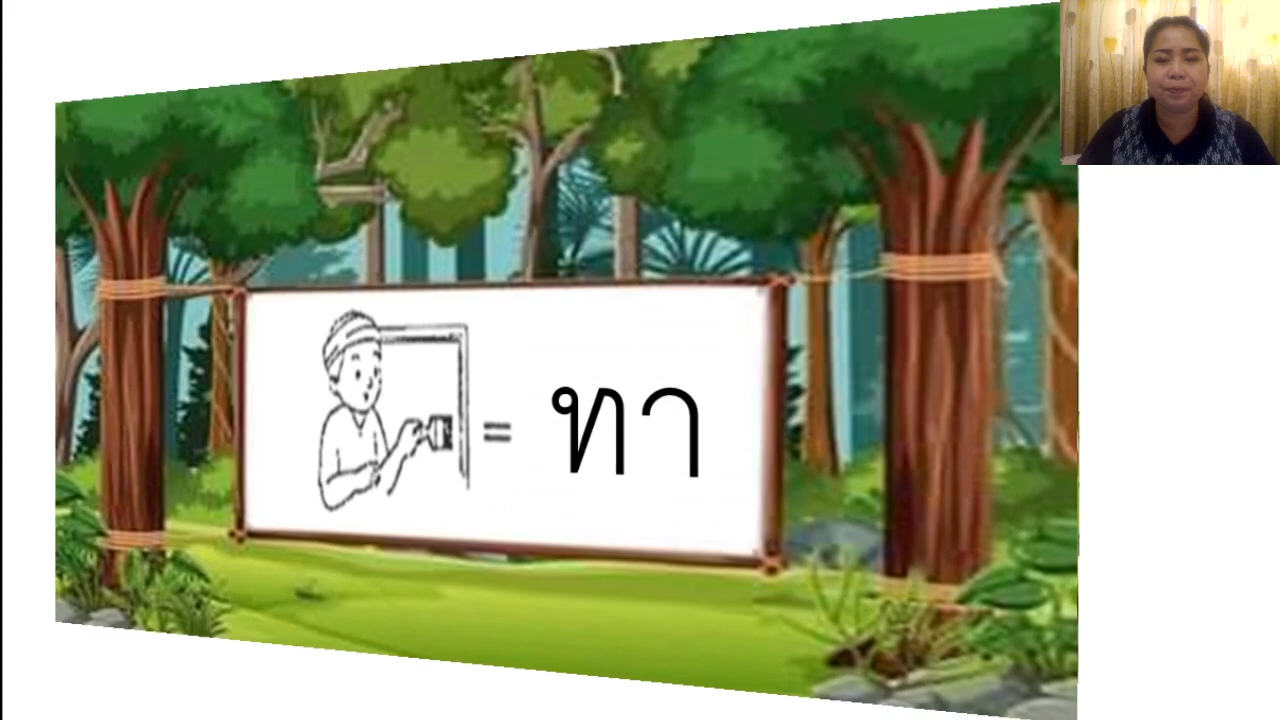 = ทา